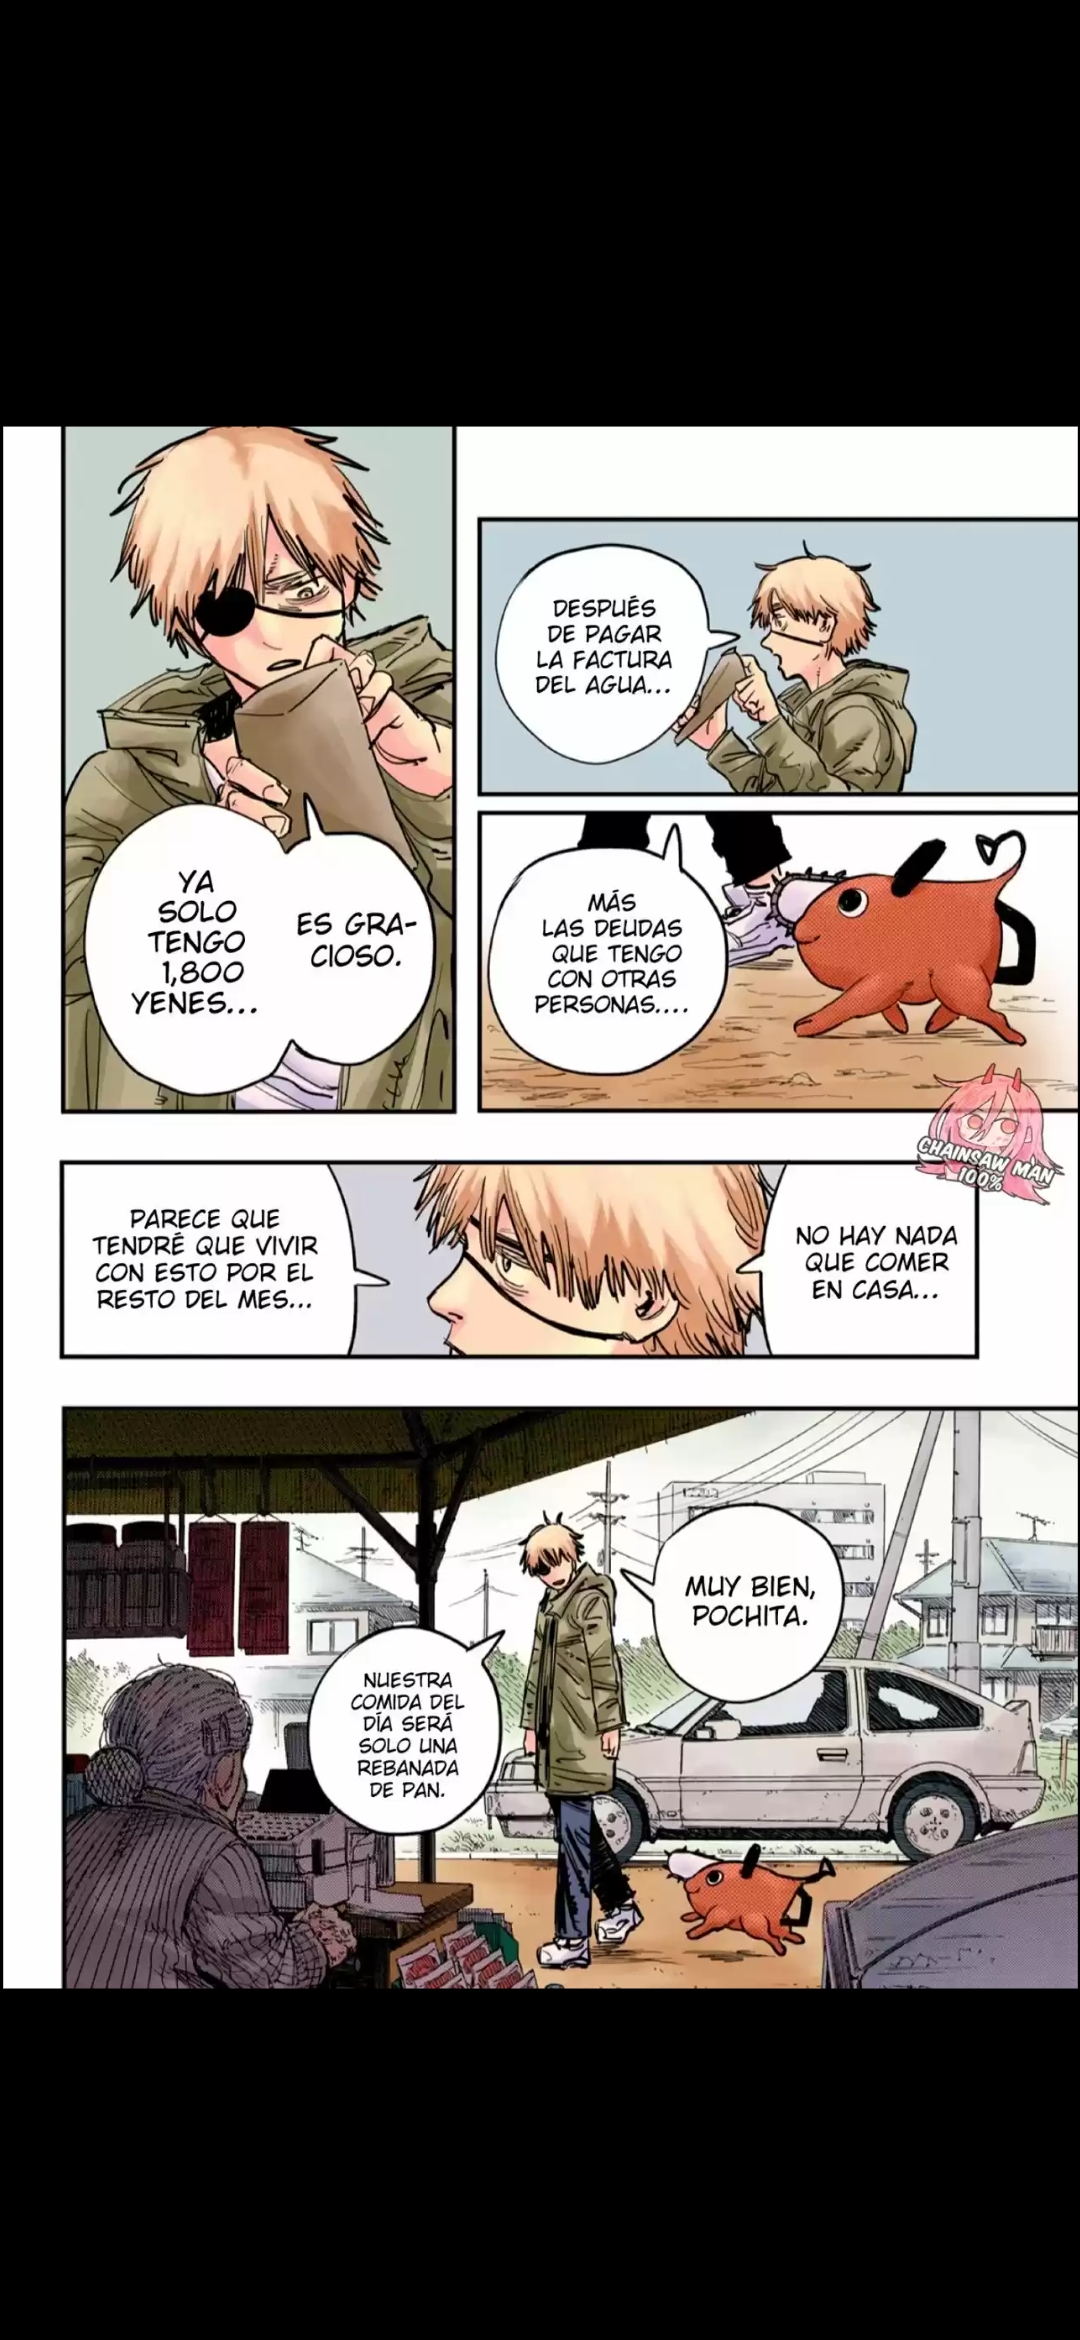 DESPUÉS
DE PAGAR
LA FACTURA
DEL AGUA...
MÁS
LAS DEUDAS
QUE TENGO
CON OTRAS
PERSONAS....
ES GRA-
CIOSO.
YA
SOLO
TENGO
1,800
YENES...
CHAINSAW MAN
100%
NO HAY NADA
QUE COMER
EN CASA...
PARECE QUE
TENDRÉ QUE VIVIR
CON ESTO POR EL
RESTO DEL MES...
MUY BIEN,
POCHITA.
NUESTRA
COMIDA DEL
DÍA SERÁ
SOLO UNA
REBANADA
DE PAN.